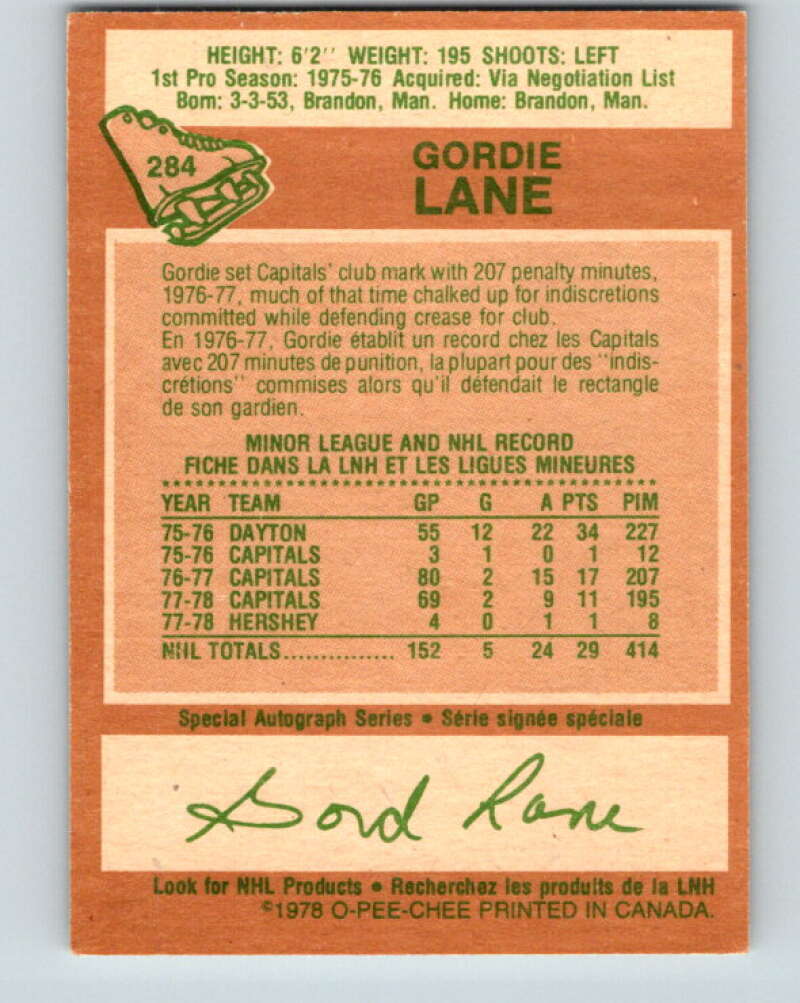 HEIGHT: 6'2'' WEIGHT: 195 SHOOTS: LEFT
1st Pro Season: 1975-76 Acquired: Via Negotiation List
Born: 3-3-53, Brandon, Man. Home: Brandon, Man.
284
GORDIE
LANE
Gordie set Capitals' club mark with 207 penalty minutes,
1976-77, much of that time chalked up for indiscretions
committed while defending crease for club.
En 1976-77, Gordie établit un record chez les Capitals
avec 207 minutes de punition, la plupart pour des "indis-
crétions" commises alors qu'il défendait le rectangle
de son gardien.
MINOR LEAGUE AND NHL RECORD
FICHE DANS LA LNH ET LES LIGUES MINEURES
YEAR TEAM GP G A PTS PIM
75-76 DAYTON 55 12 22 34 227
75-76 CAPITALS 3 1 0 1 12
76-77 CAPITALS 80 2 15 17 207
77-78 CAPITALS 69 2 9 11 195
77-78 HERSHEY 4 0 1 1 8
NHL TOTALS............... 152 5 24 29 414
Special Autograph Series • Série signée spéciale
Gord Lane
Look for NHL Products • Recherchez les produits de la LNH
©1978 O-PEE-CHEE PRINTED IN CANADA.